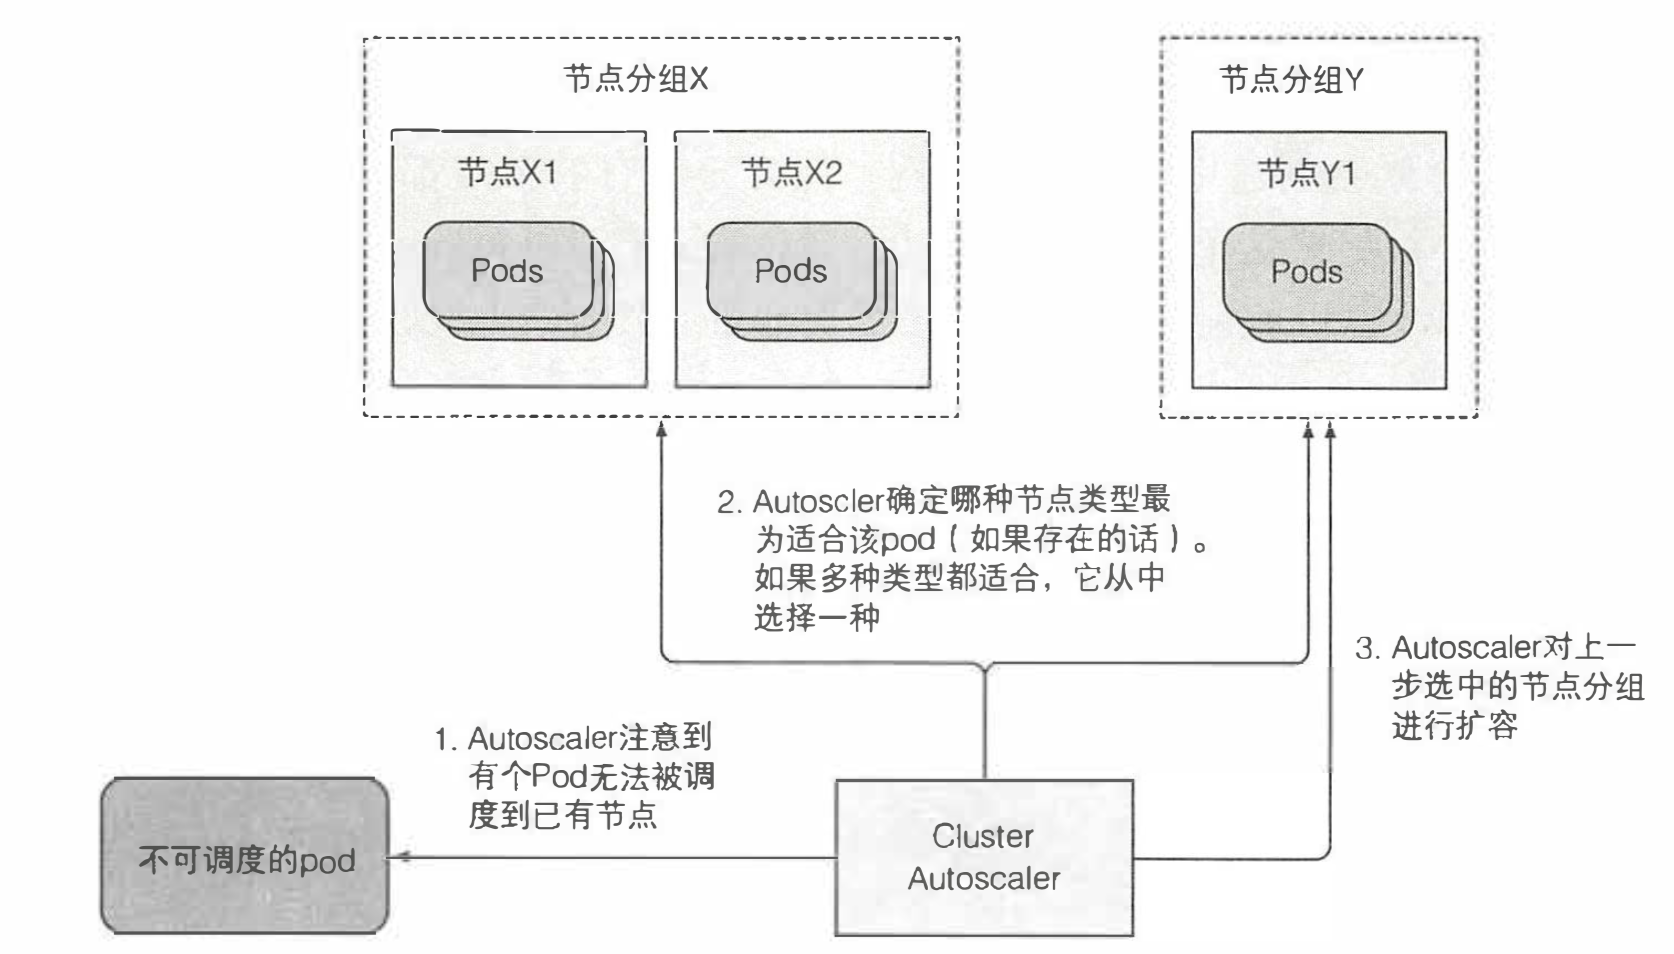 节点分组X
节点分组Y
节点X1
节点X2
节点Y1
Pods
Pods
Pods
2. Autoscler确定哪种节点类型最
为适合该pod（如果存在的话）。
如果多种类型都适合，它从中
选择一种
3. Autoscaler对上一
步选中的节点分组
进行扩容
1. Autoscaler注意到
有个Pod无法被调
度到已有节点
不可调度的pod
Cluster
Autoscaler